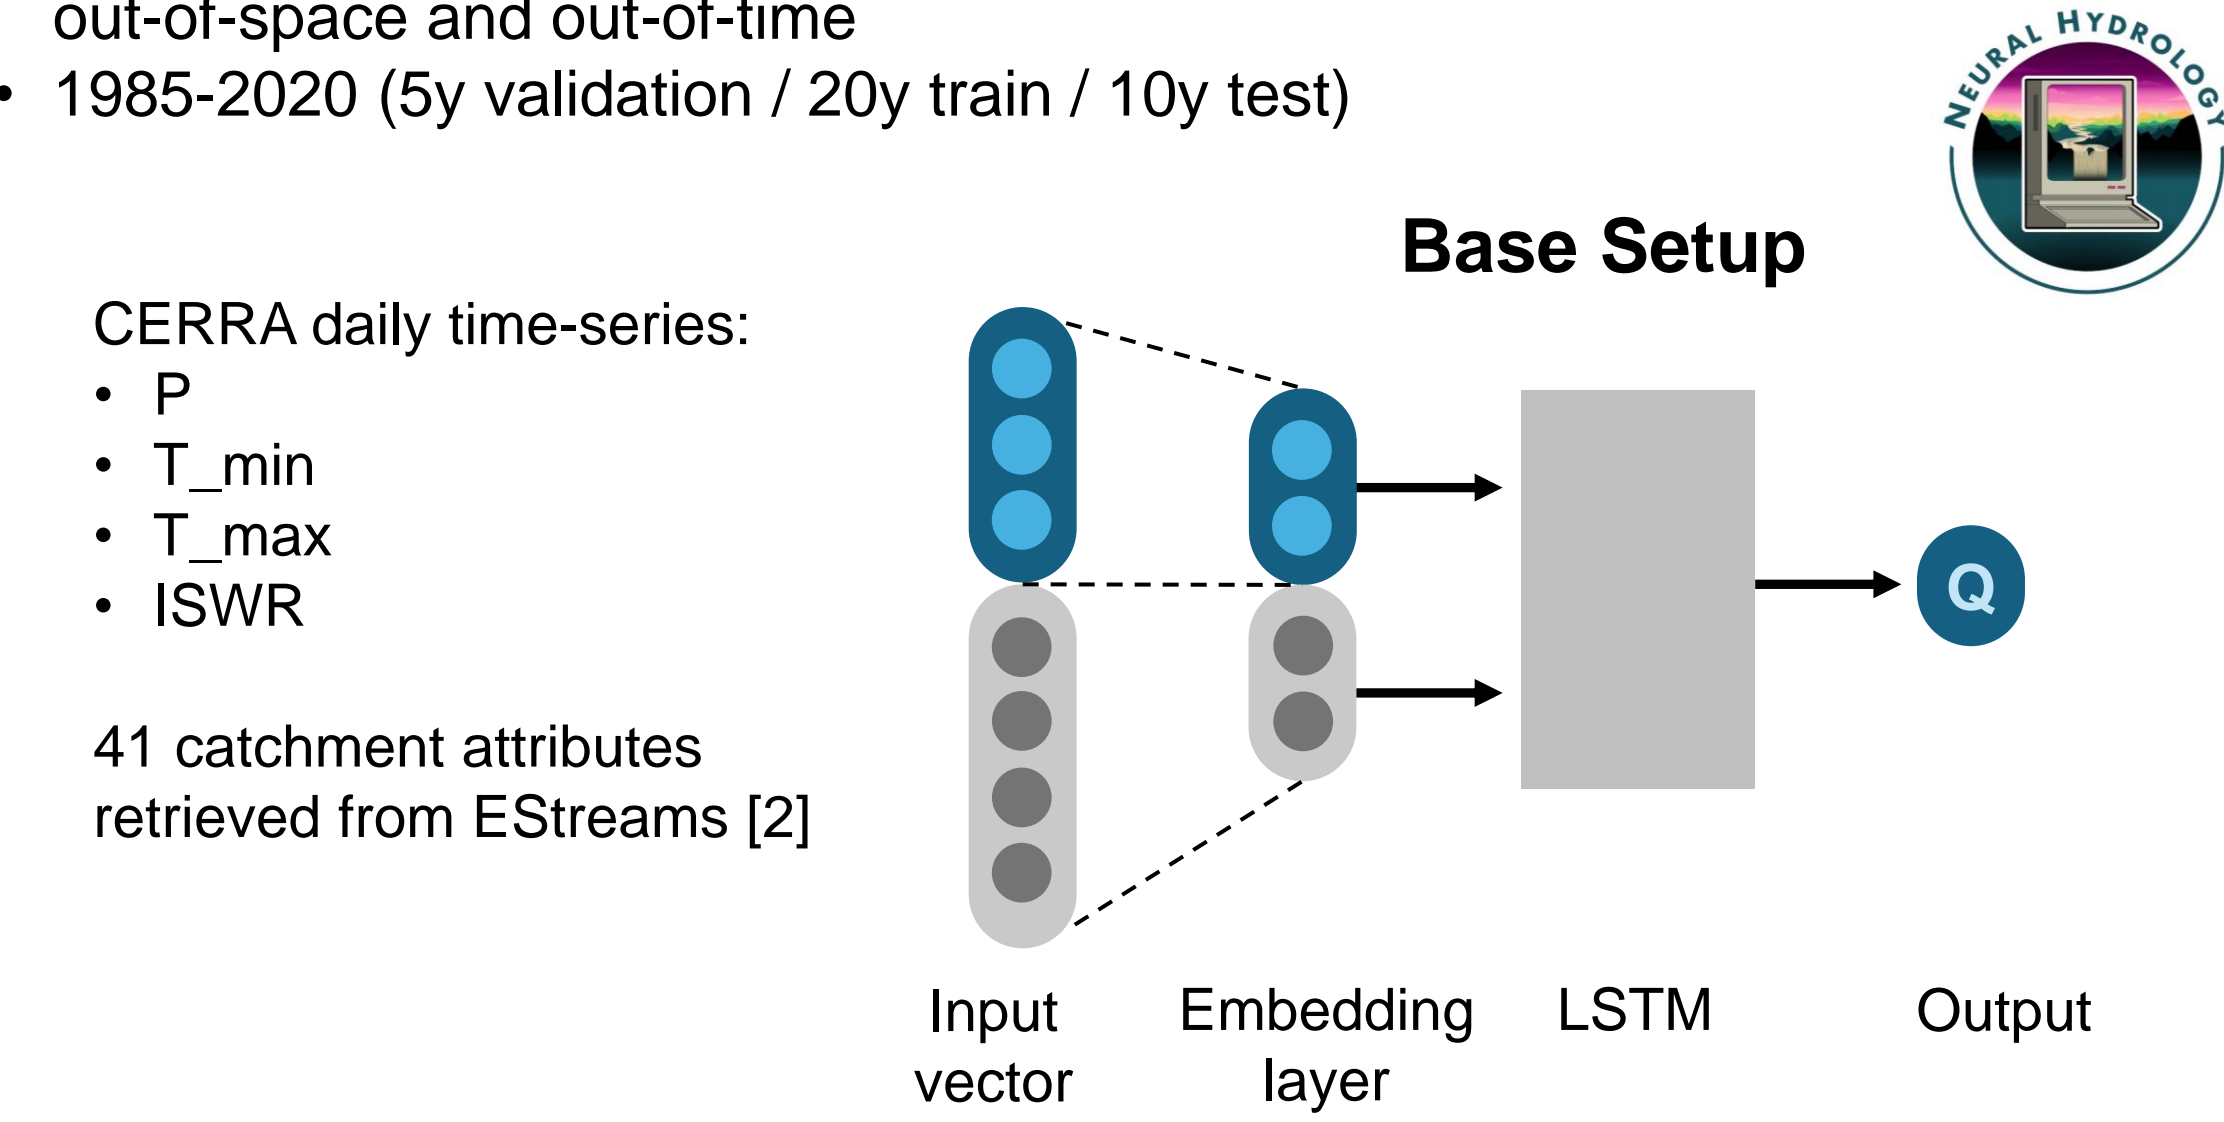 out-of-space and out-of-time
• 1985-2020 (5y validation / 20y train / 10y test)
NEURAL HYDROLOGY
Base Setup
CERRA daily time-series:
• P
• T_min
• T_max
• ISWR
41 catchment attributes
retrieved from EStreams [2]
Q
Input
vector
Embedding
layer
LSTM
Output